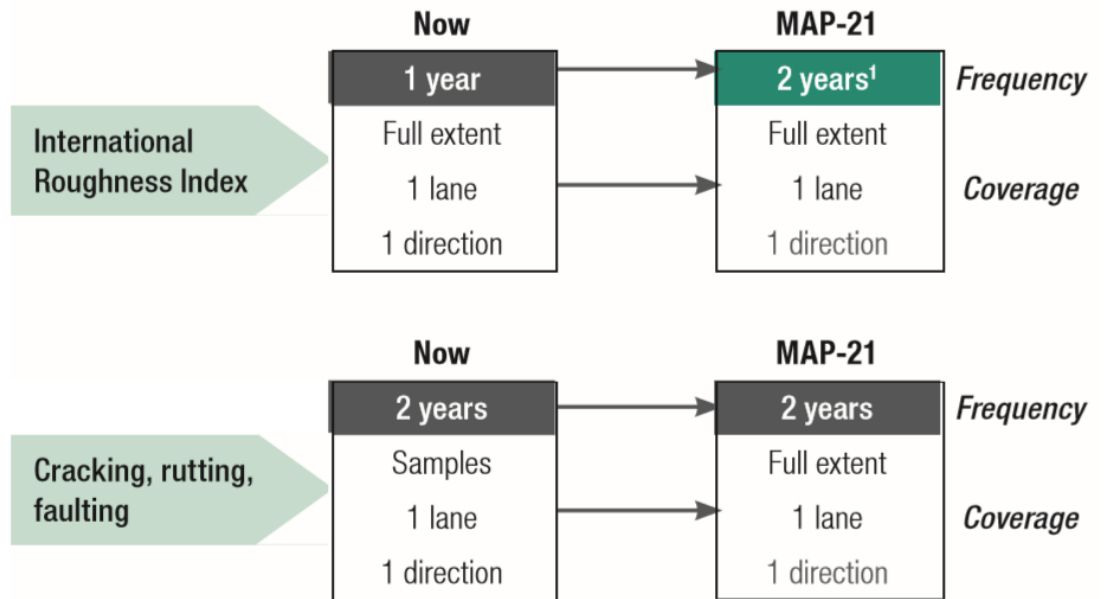 Now MAP-21
1 year 2 years¹ Frequency
International
Roughness Index
Full extent Full extent
1 lane 1 lane Coverage
1 direction 1 direction
Now MAP-21
2 years 2 years Frequency
Cracking, rutting,
faulting
Samples Full extent
1 lane 1 lane Coverage
1 direction 1 direction